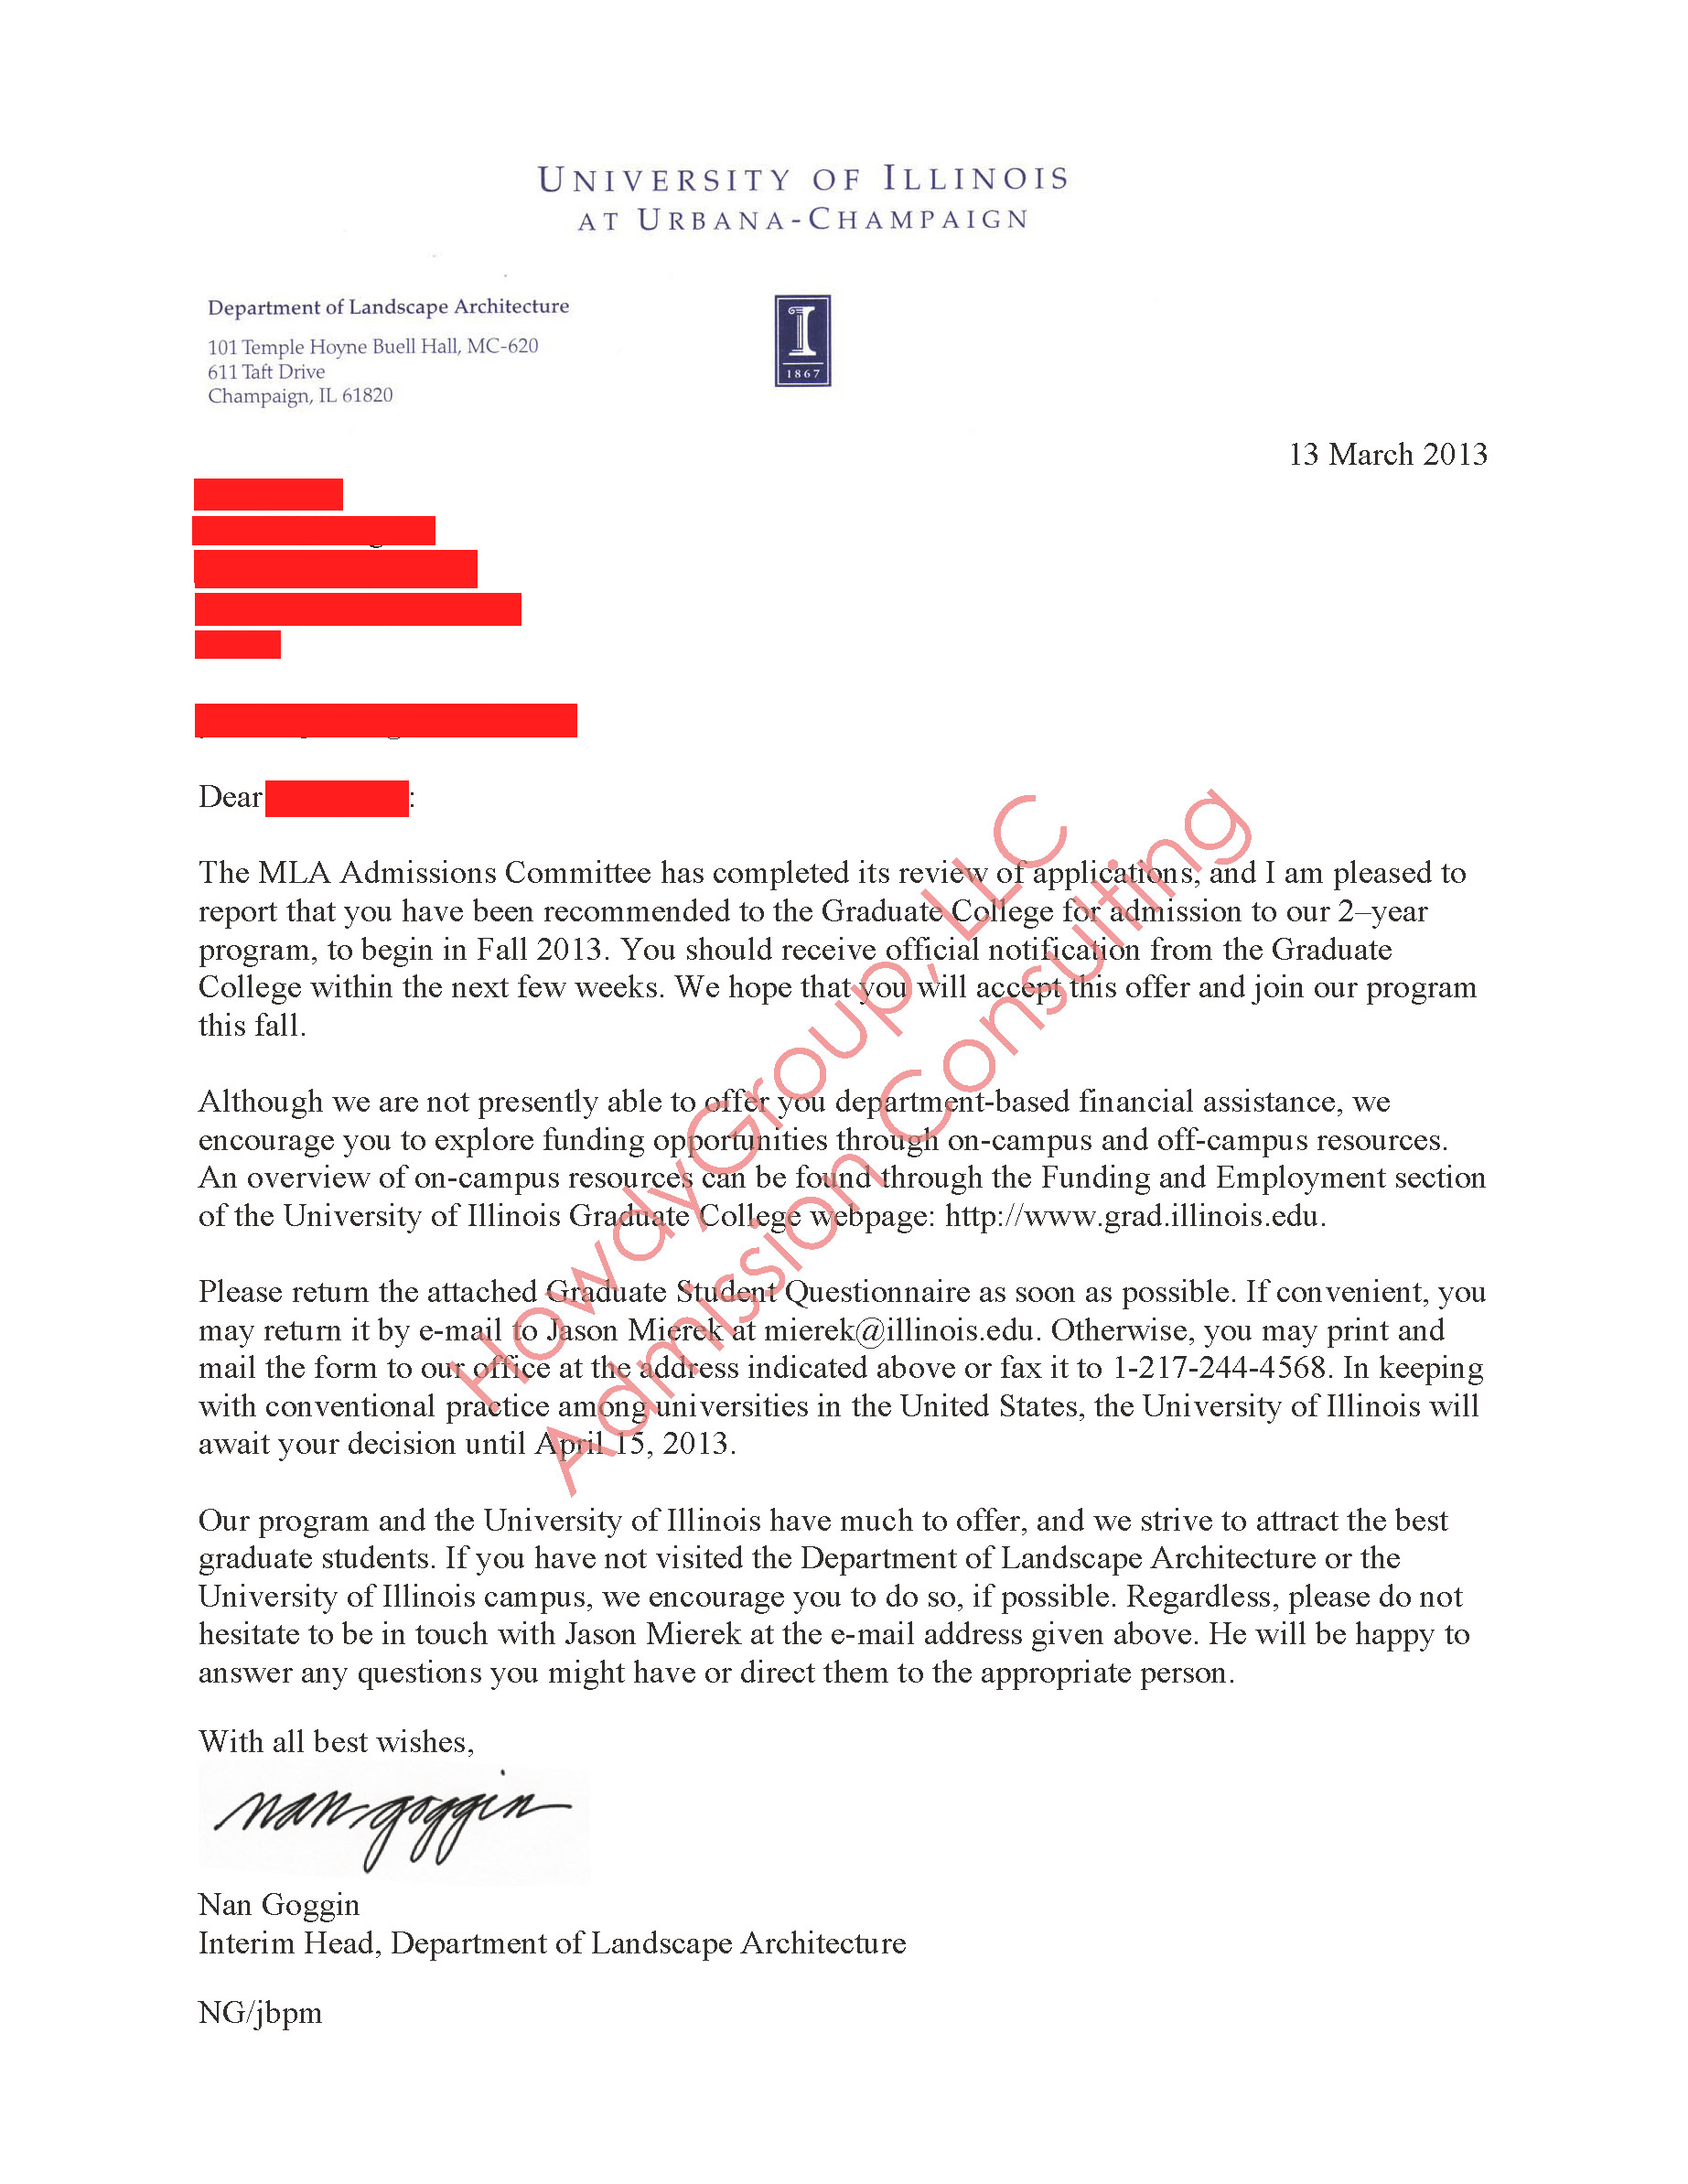 UNIVERSITY OF ILLINOIS
AT URBANA-CHAMPAIGN
Department of Landscape Architecture
101 Temple Hoyne Buell Hall, MC-620
611 Taft Drive
Champaign, IL 61820
1867
13 March 2013
Dear :
The MLA Admissions Committee has completed its review of applications, and I am pleased to
report that you have been recommended to the Graduate College for admission to our 2–year
program, to begin in Fall 2013. You should receive official notification from the Graduate
College within the next few weeks. We hope that you will accept this offer and join our program
this fall.
Although we are not presently able to offer you department-based financial assistance, we
encourage you to explore funding opportunities through on-campus and off-campus resources.
An overview of on-campus resources can be found through the Funding and Employment section
of the University of Illinois Graduate College webpage: http://www.grad.illinois.edu.
Please return the attached Graduate Student Questionnaire as soon as possible. If convenient, you
may return it by e-mail to Jason Mierek at mierek@illinois.edu. Otherwise, you may print and
mail the form to our office at the address indicated above or fax it to 1-217-244-4568. In keeping
with conventional practice among universities in the United States, the University of Illinois will
await your decision until April 15, 2013.
Our program and the University of Illinois have much to offer, and we strive to attract the best
graduate students. If you have not visited the Department of Landscape Architecture or the
University of Illinois campus, we encourage you to do so, if possible. Regardless, please do not
hesitate to be in touch with Jason Mierek at the e-mail address given above. He will be happy to
answer any questions you might have or direct them to the appropriate person.
With all best wishes,
nan goggin
Nan Goggin
Interim Head, Department of Landscape Architecture
NG/jbpm
HowdyGroup, LLC
Admission Consulting